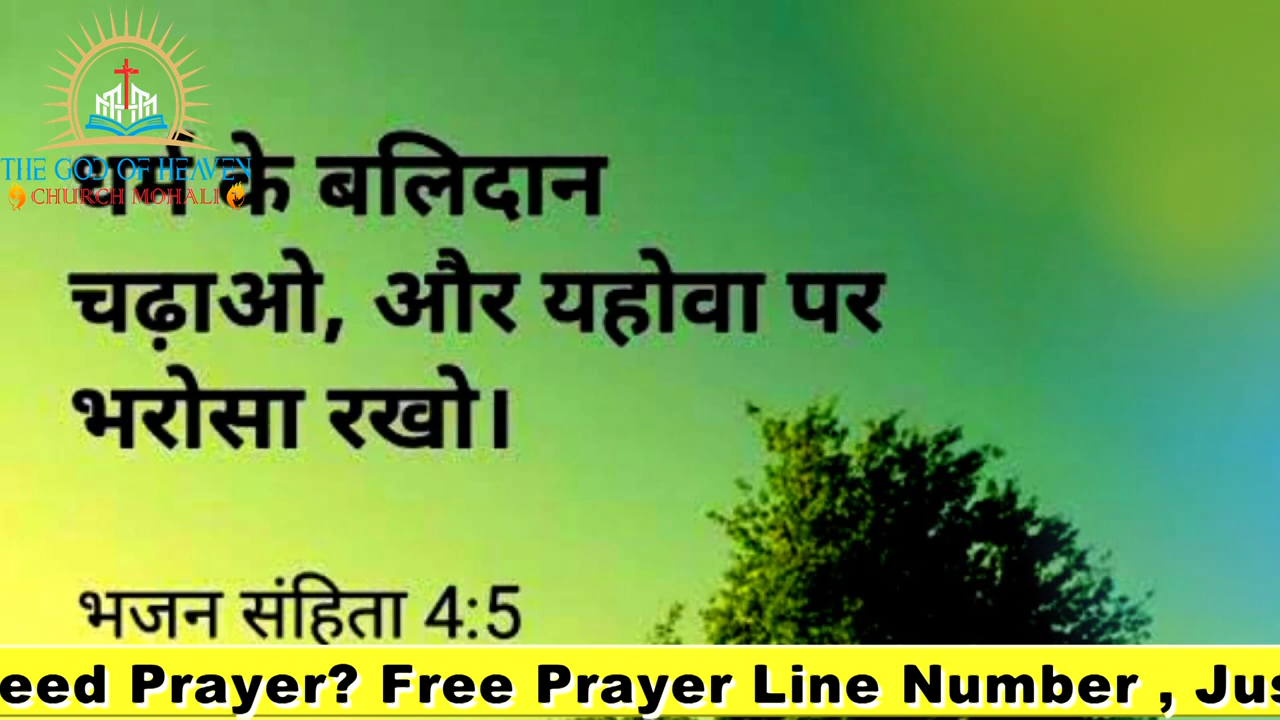 THE GOD OF HEAVEN
CHURCH MOHALI
के बलिदान
चढ़ाओ, और यहोवा पर
भरोसा रखो।
भजन संहिता 4:5
eed Prayer? Free Prayer Line Number , Jus